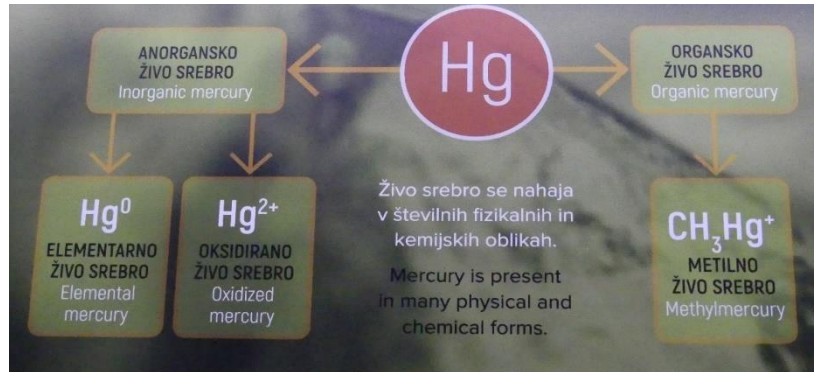 Hg
ANORGANSKO
ŽIVO SREBRO
Inorganic mercury
ORGANSKO
ŽIVO SREBRO
Organic mercury
Hg⁰
ELEMENTARNO
ŽIVO SREBRO
Elemental
mercury
Hg²⁺
OKSIDIRANO
ŽIVO SREBRO
Oxidized
mercury
Živo srebro se nahaja
v številnih fizikalnih in
kemijskih oblikah.
Mercury is present
in many physical and
chemical forms.
CH₃Hg⁺
METILNO
ŽIVO SREBRO
Methylmercury